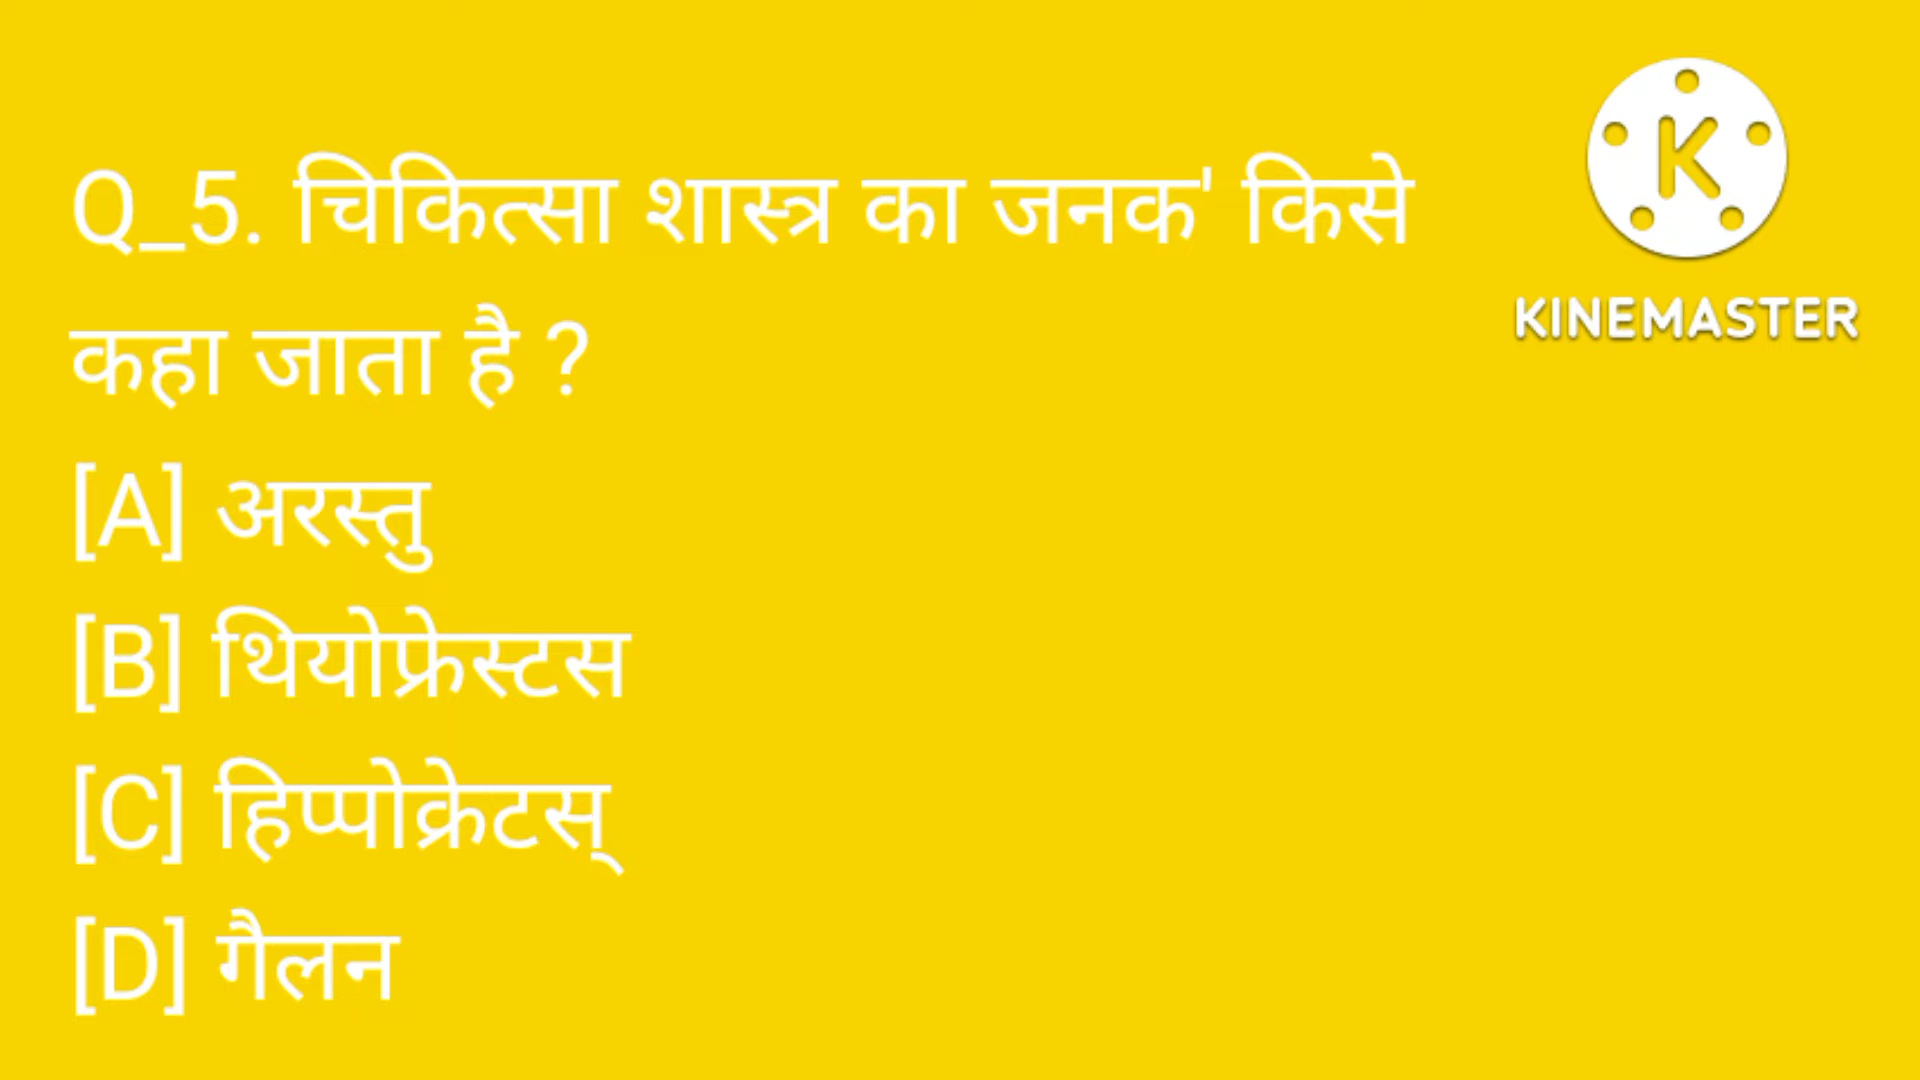 Q_5. चिकित्सा शास्त्र का जनक' किसे
कहा जाता है ?
[A] अरस्तु
[B] थियोफ्रेस्टस
[C] हिप्पोक्रेटस्
[D] गैलन
K
KINEMASTER